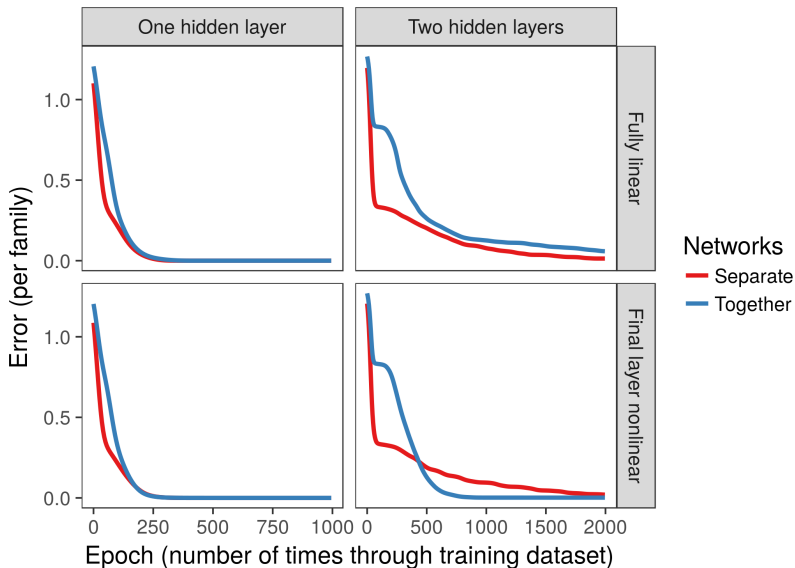 One hidden layer
Two hidden layers
Error (per family)
1.0
0.5
0.0
Fully linear
1.0
0.5
0.0
Final layer nonlinear
0
250
500
750
1000
0
500
1000
1500
2000
Epoch (number of times through training dataset)
Networks
Separate
Together